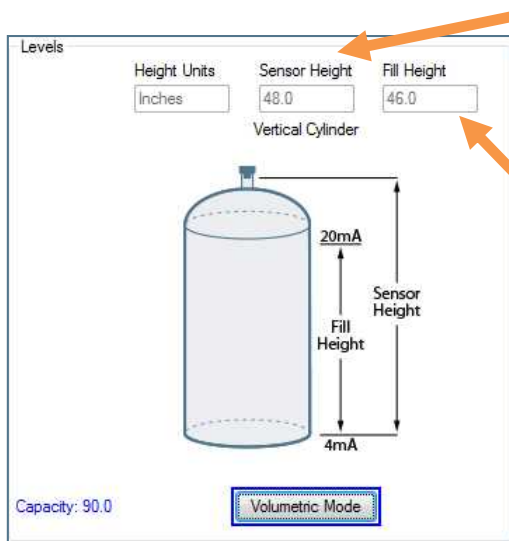 Levels
Height Units Sensor Height Fill Height
Inches 48.0 46.0
Vertical Cylinder
20mA
Sensor
Height
Fill
Height
4mA
Capacity: 90.0 Volumetric Mode